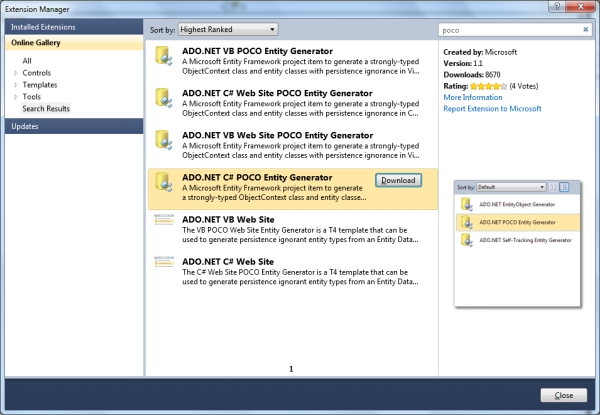 Extension Manager
Installed Extensions
Online Gallery
All
Controls
Templates
Tools
Search Results
Updates
Sort by: Highest Ranked
ADO.NET VB POCO Entity Generator
A Microsoft Entity Framework project item to generate a strongly-typed
ObjectContext class and entity classes with persistence ignorance in Vi...
ADO.NET C# Web Site POCO Entity Generator
A Microsoft Entity Framework project item to generate a strongly-typed
ObjectContext class and entity classes with persistence ignorance in C...
ADO.NET VB Web Site POCO Entity Generator
A Microsoft Entity Framework project item to generate a strongly-typed
ObjectContext class and entity classes with persistence ignorance in Vi...
ADO.NET C# POCO Entity Generator
Download
A Microsoft Entity Framework project item to generate
a strongly-typed ObjectContext class and entity classe...
ADO.NET VB Web Site
The VB POCO Web Site Entity Generator is a T4 template that can be
used to generate persistence ignorant entity types from an Entity Data...
ADO.NET C# Web Site
The C# Web Site POCO Entity Generator is a T4 template that can be
used to generate persistence ignorant entity types from an Entity Data...
1
poco
Created by: Microsoft
Version: 1.1
Downloads: 8670
Rating: (4 Votes)
More Information
Report Extension to Microsoft
Sort by: Default
ADO.NET EntityObject Generator
ADO.NET POCO Entity Generator
ADO.NET Self-Tracking Entity Generator
Close